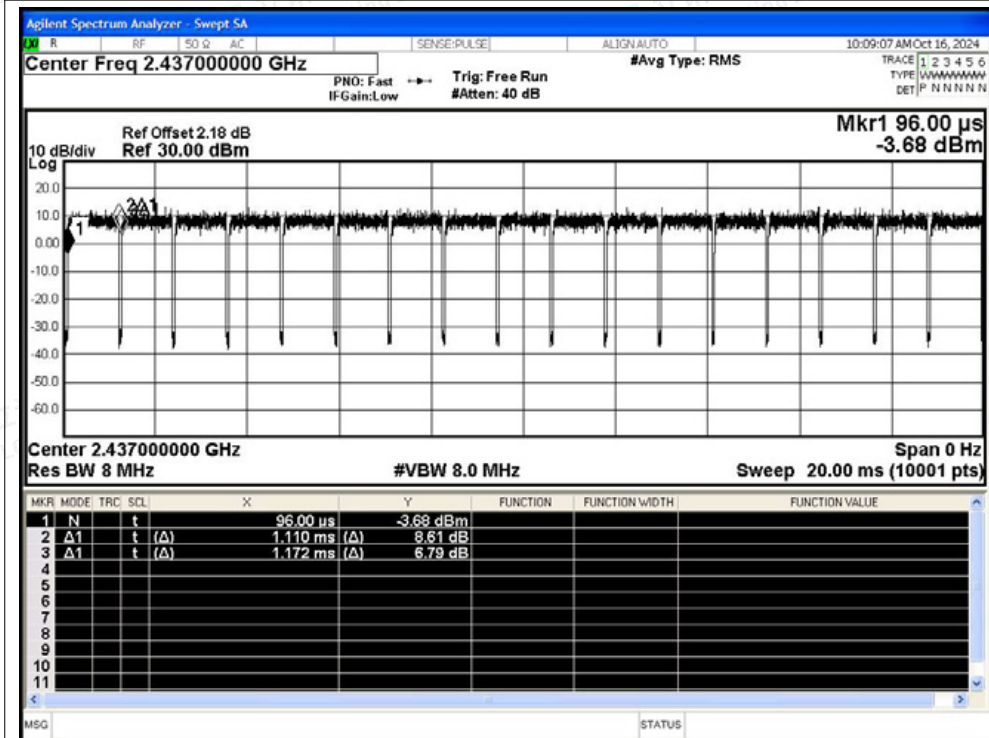 Agilent Spectrum Analyzer - Swept SA
LXI R RF 50 Ω AC SENSE:PULSE ALIGN AUTO 10:09:07 AM Oct 16, 2024
Center Freq 2.437000000 GHz #Avg Type: RMS TRACE 1 2 3 4 5 6
PNO: Fast Trig: Free Run TYPE WWWWWW
IFGain:Low #Atten: 40 dB DET P N N N N N
Mkr1 96.00 µs
Ref Offset 2.18 dB
10 dB/div Ref 30.00 dBm -3.68 dBm
Log
20.0
10.0
0.00
-10.0
-20.0
-30.0
-40.0
-50.0
-60.0
1
Center 2.437000000 GHz Span 0 Hz
Res BW 8 MHz #VBW 8.0 MHz Sweep 20.00 ms (10001 pts)
MKR MODE TRC SCL X Y FUNCTION FUNCTION WIDTH FUNCTION VALUE
1 N t 96.00 µs -3.68 dBm
2 Δ1 t (Δ) 1.110 ms (Δ) 8.61 dB
3 Δ1 t (Δ) 1.172 ms (Δ) 6.79 dB
4
5
6
7
8
9
10
11
MSG STATUS